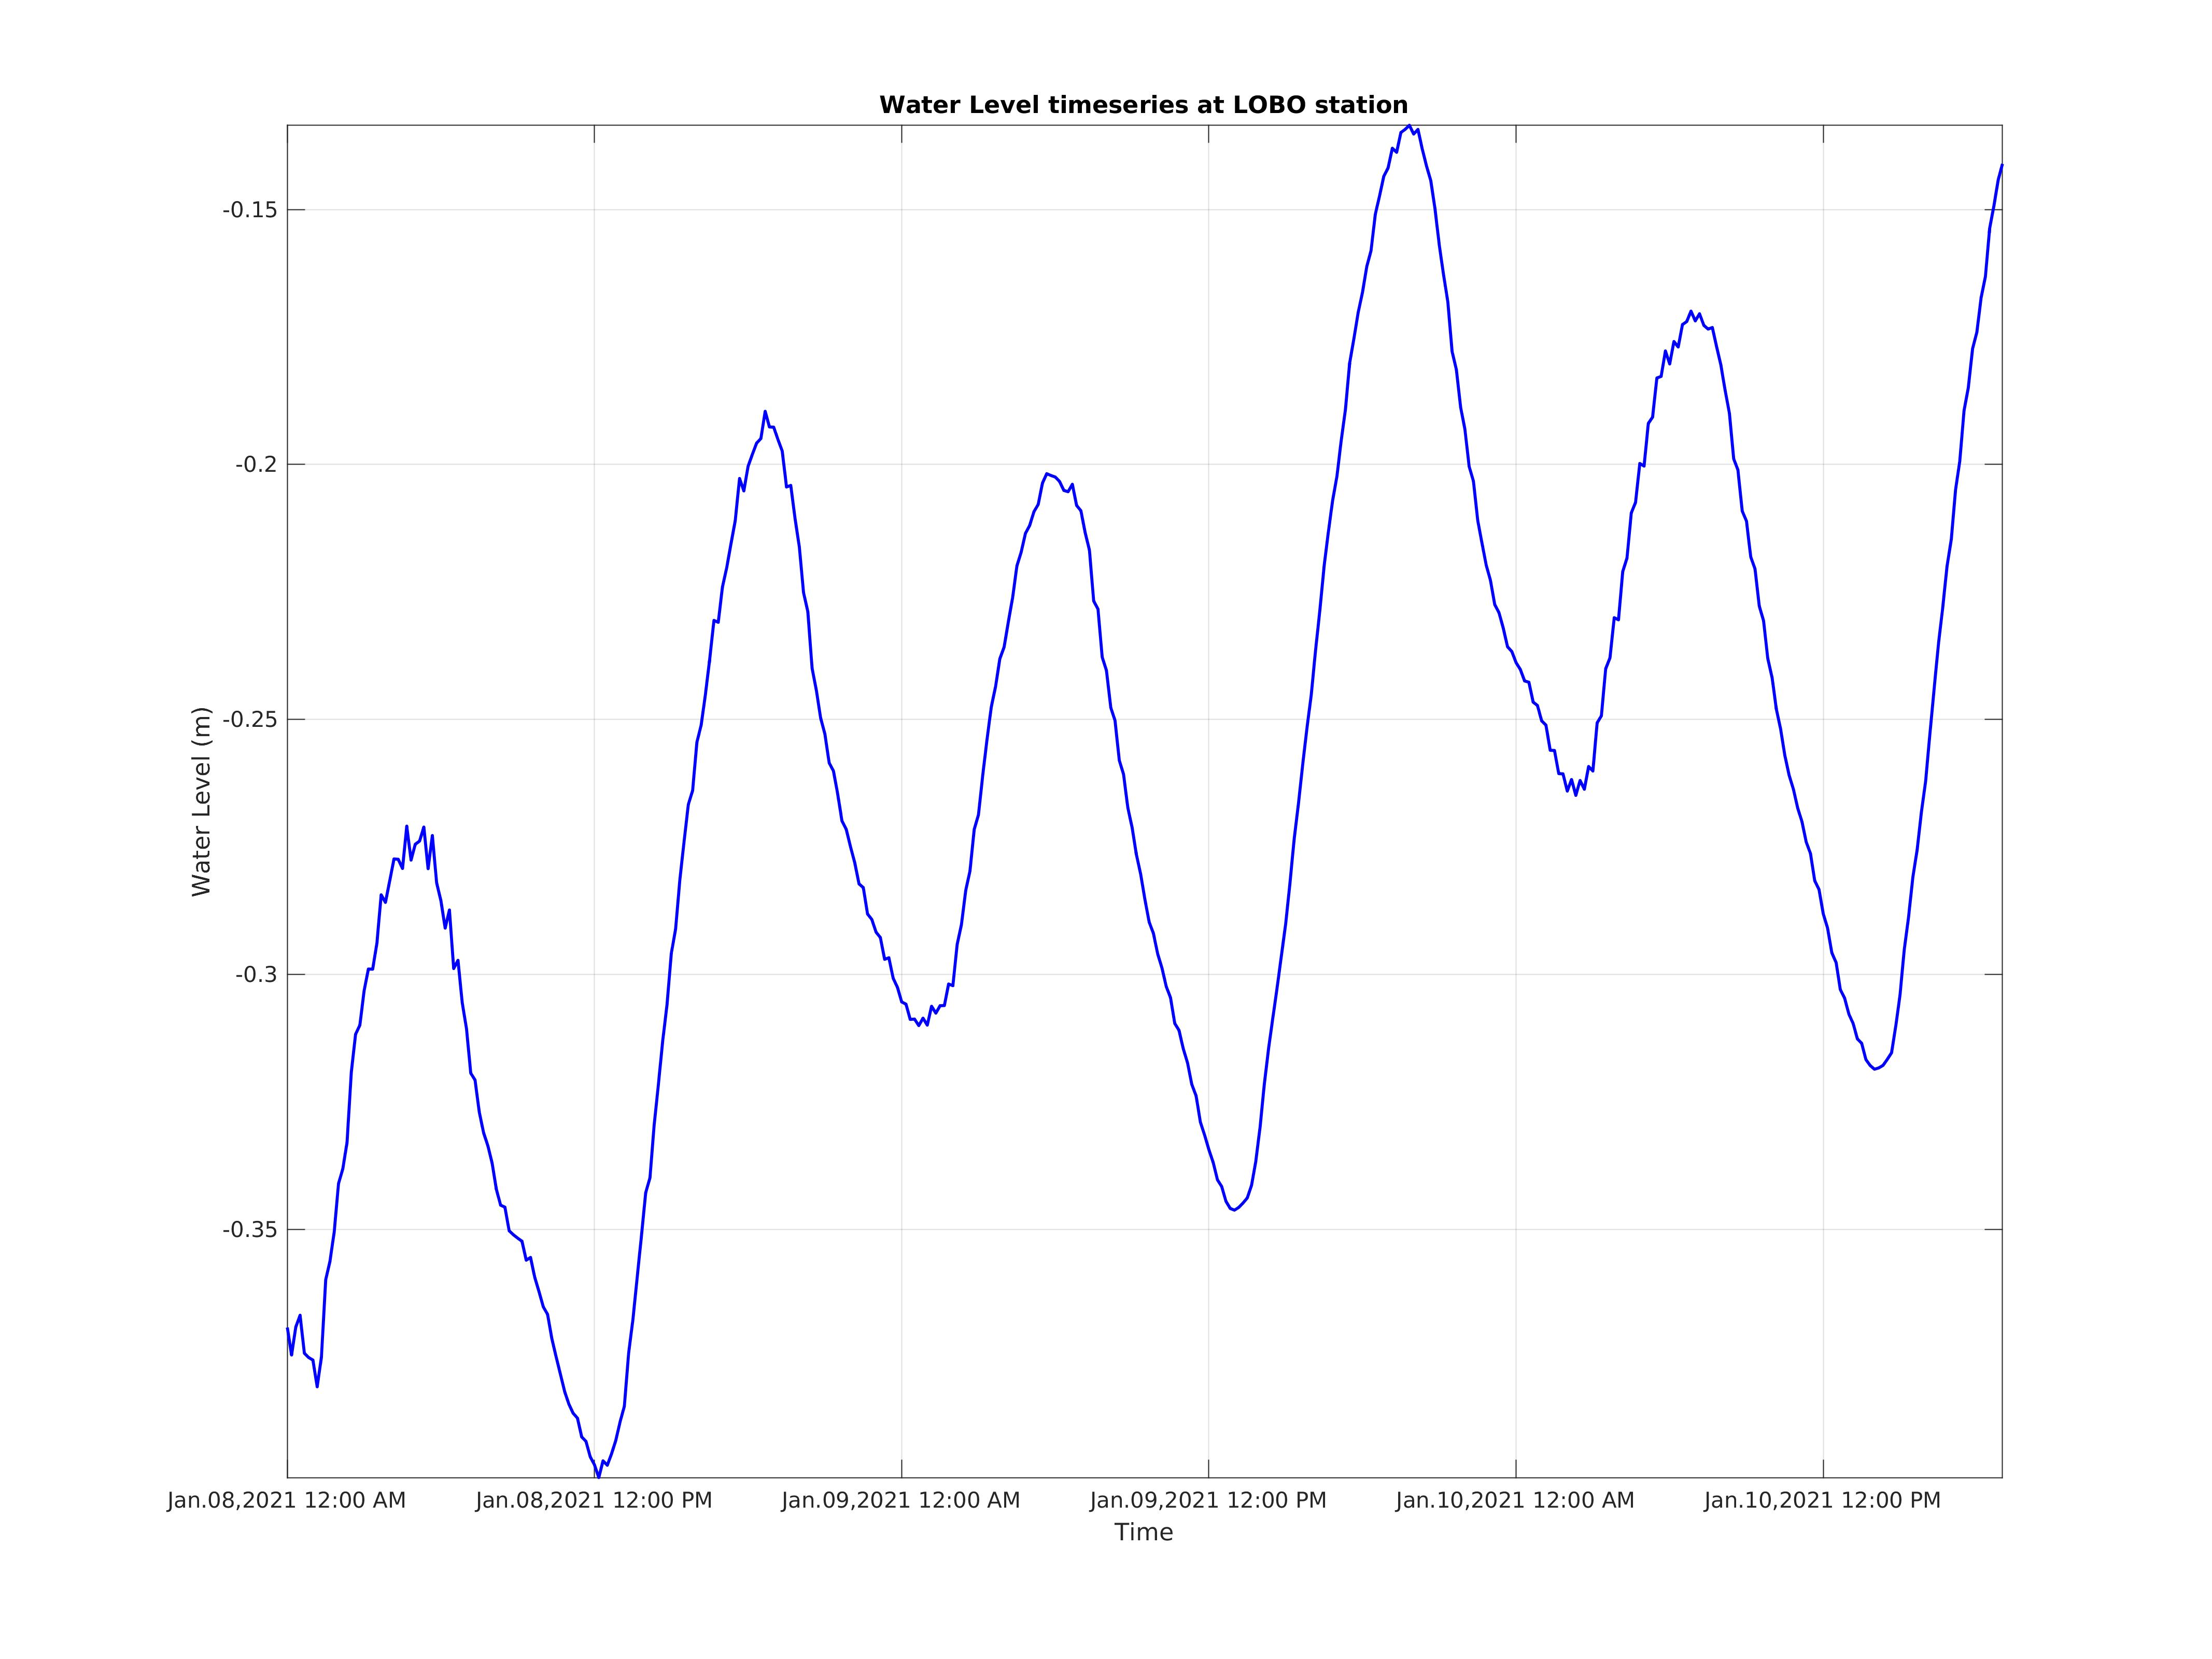 Water Level timeseries at LOBO station
-0.15
-0.2
-0.25
-0.3
-0.35
Water Level (m)
Jan.08,2021 12:00 AM
Jan.08,2021 12:00 PM
Jan.09,2021 12:00 AM
Jan.09,2021 12:00 PM
Jan.10,2021 12:00 AM
Jan.10,2021 12:00 PM
Time